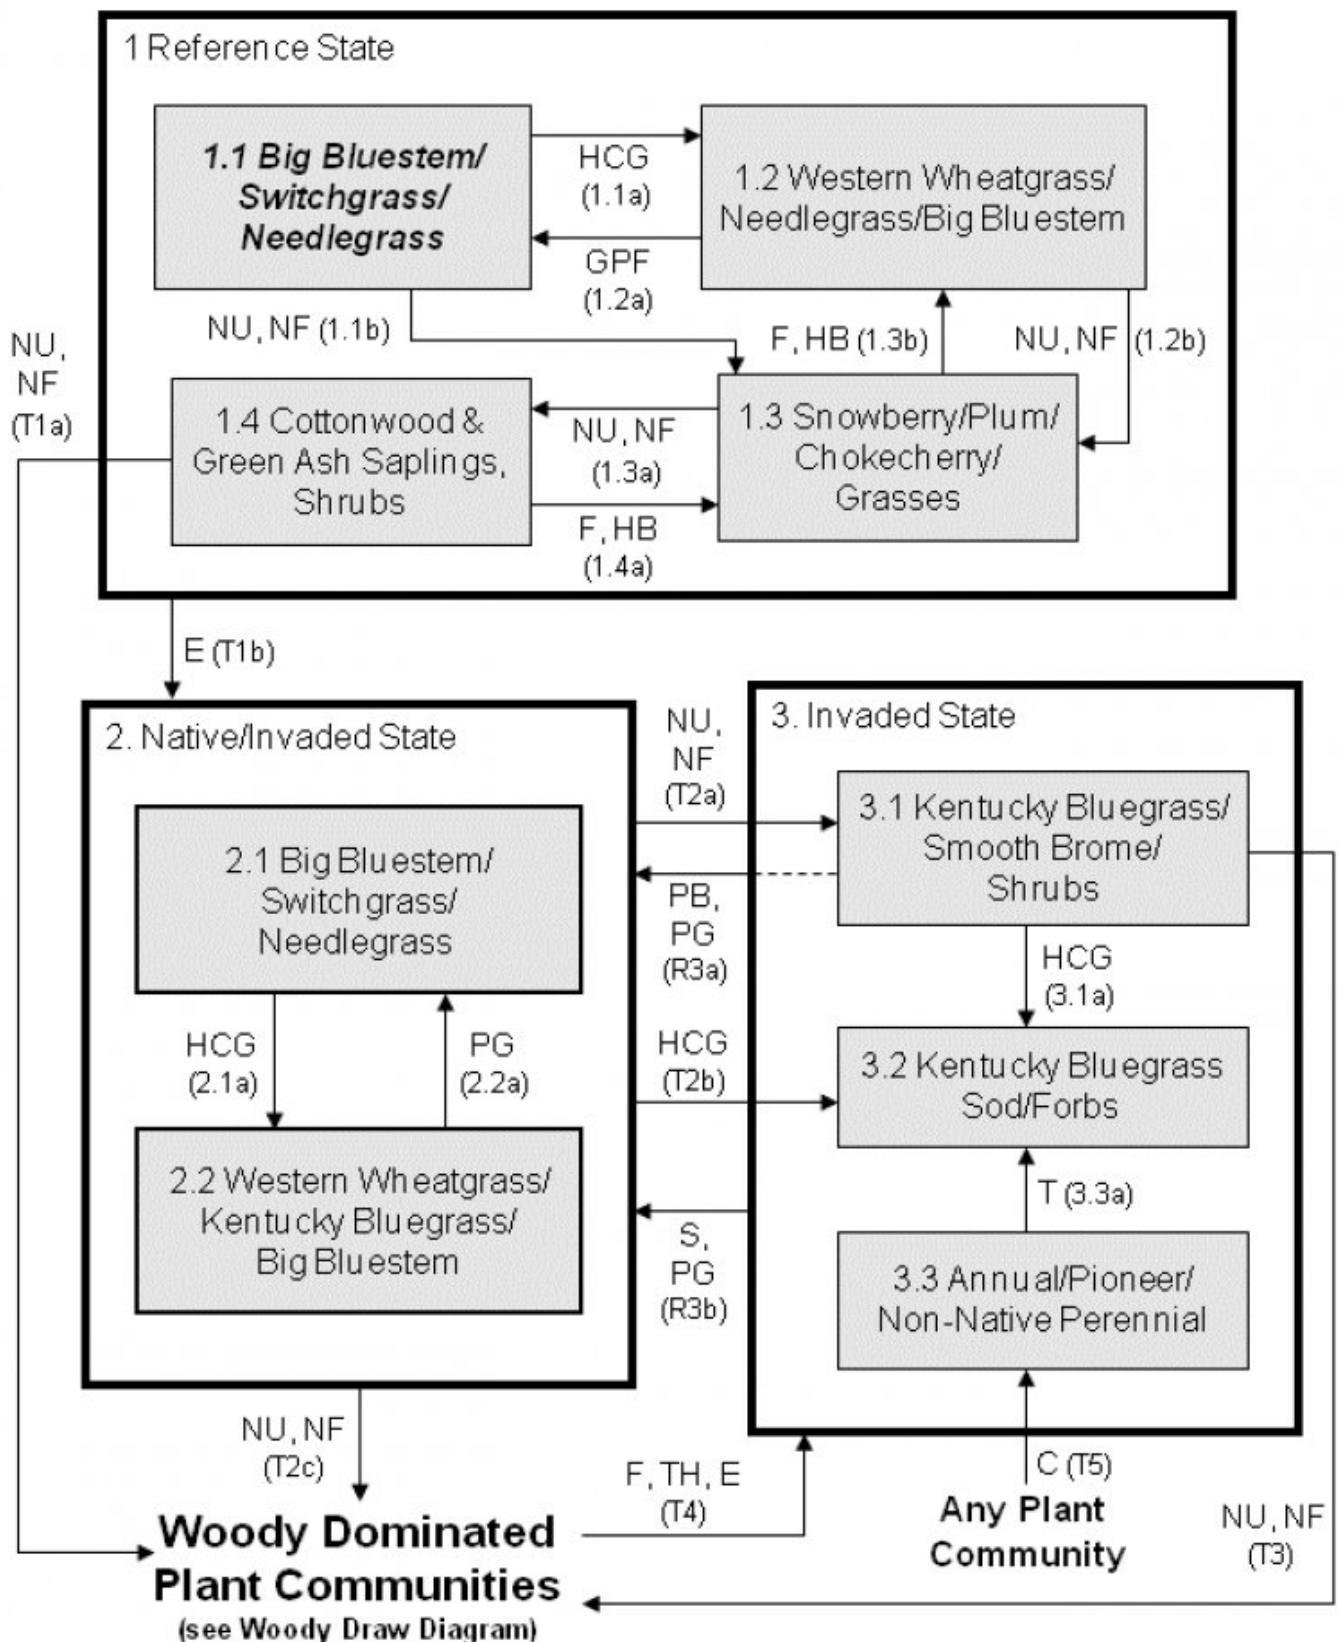 1 Reference State
1.1 Big Bluestem/
Switchgrass/
Needlegrass
HCG
(1.1a)
1.2 Western Wheatgrass/
Needlegrass/Big Bluestem
GPF
(1.2a)
NU, NF (1.1b)
F, HB (1.3b)
NU, NF (1.2b)
NU,
NF
(T1a)
1.4 Cottonwood &
Green Ash Saplings,
Shrubs
NU, NF
(1.3a)
1.3 Snowberry/Plum/
Chokecherry/
Grasses
F, HB
(1.4a)
E (T1b)
2. Native/Invaded State
NU,
NF
(T2a)
3. Invaded State
2.1 Big Bluestem/
Switchgrass/
Needlegrass
3.1 Kentucky Bluegrass/
Smooth Brome/
Shrubs
PB,
PG
(R3a)
HCG
(3.1a)
HCG
(2.1a)
PG
(2.2a)
HCG
(T2b)
3.2 Kentucky Bluegrass
Sod/Forbs
2.2 Western Wheatgrass/
Kentucky Bluegrass/
Big Bluestem
T (3.3a)
S,
PG
(R3b)
3.3 Annual/Pioneer/
Non-Native Perennial
NU, NF
(T2c)
F, TH, E
(T4)
C (T5)
Any Plant
Community
NU, NF
(T3)
Woody Dominated
Plant Communities
(see Woody Draw Diagram)